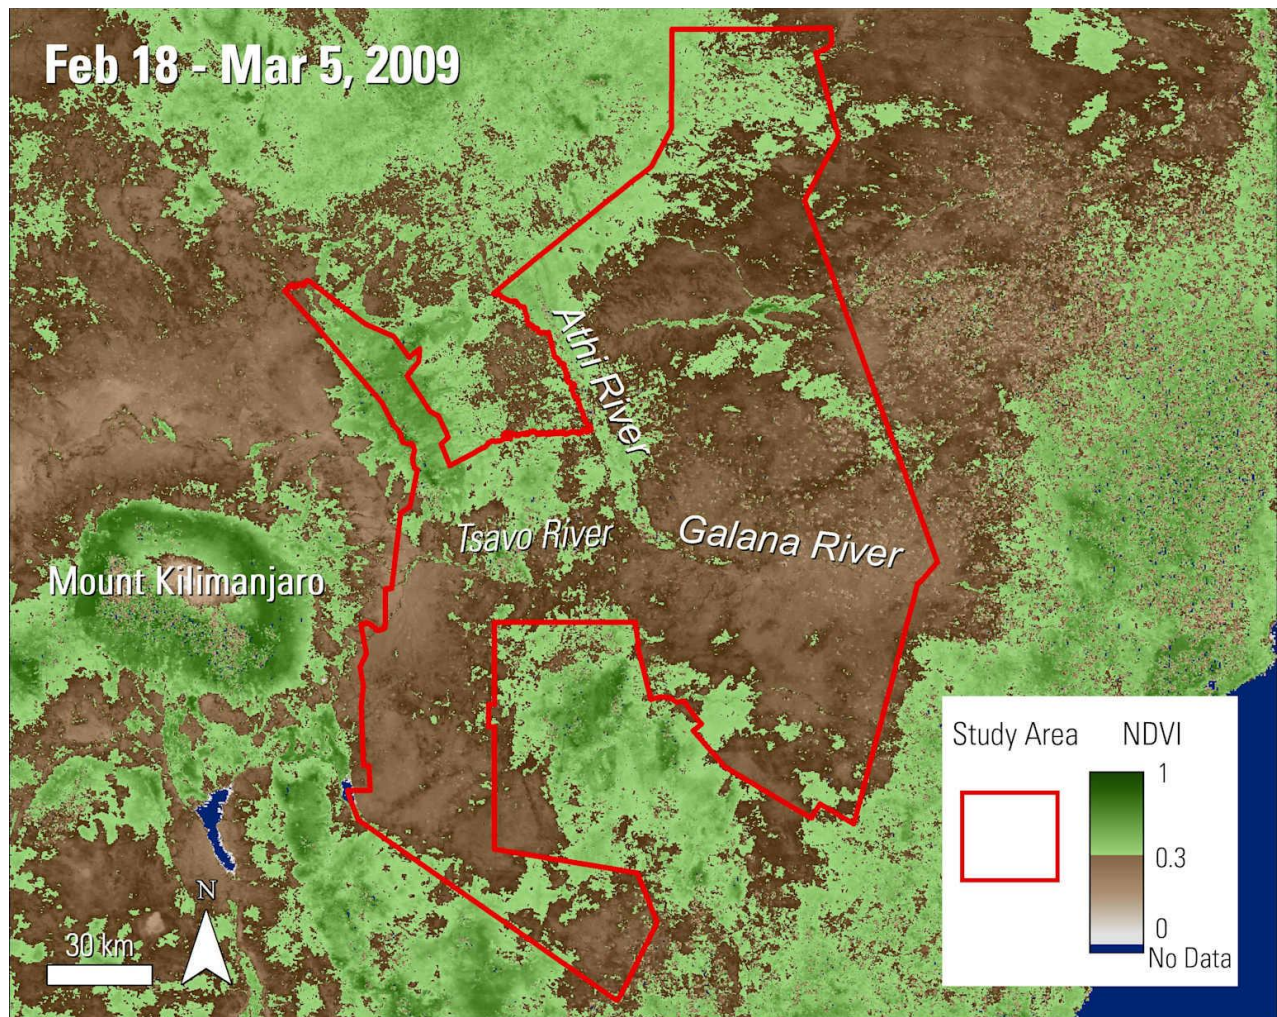 Feb 18 - Mar 5, 2009
Athi River
Tsavo River
Galana River
Mount Kilimanjaro
Study Area
NDVI
1
0.3
0
No Data
N
30 km